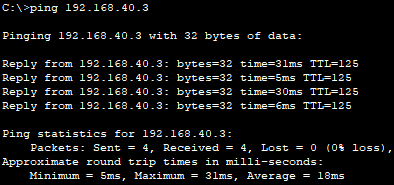 C:\>ping 192.168.40.3
Pinging 192.168.40.3 with 32 bytes of data:
Reply from 192.168.40.3: bytes=32 time=31ms TTL=125
Reply from 192.168.40.3: bytes=32 time=5ms TTL=125
Reply from 192.168.40.3: bytes=32 time=30ms TTL=125
Reply from 192.168.40.3: bytes=32 time=6ms TTL=125
Ping statistics for 192.168.40.3:
    Packets: Sent = 4, Received = 4, Lost = 0 (0% loss),
Approximate round trip times in milli-seconds:
    Minimum = 5ms, Maximum = 31ms, Average = 18ms